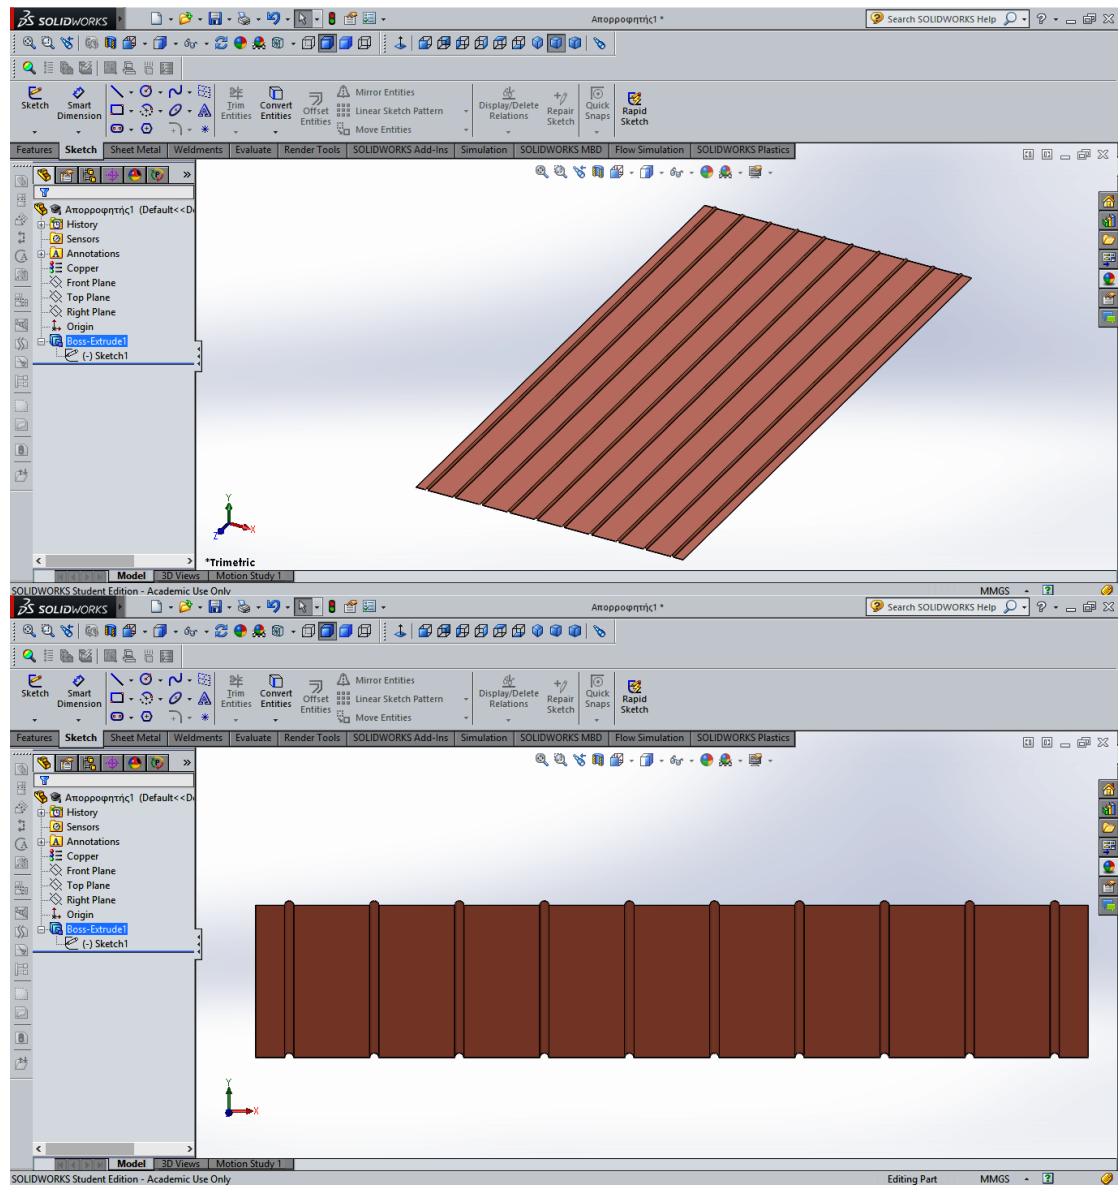 SOLIDWORKS
Απορροφητής1 *
Search SOLIDWORKS Help
Sketch
Smart Dimension
Trim Entities
Convert Entities
Offset Entities
Mirror Entities
Linear Sketch Pattern
Move Entities
Display/Delete Relations
Repair Sketch
Quick Snaps
Rapid Sketch
Features Sketch Sheet Metal Weldments Evaluate Render Tools SOLIDWORKS Add-Ins Simulation SOLIDWORKS MBD Flow Simulation SOLIDWORKS Plastics
Απορροφητής1 (Default<<D
History
Sensors
Annotations
Copper
Front Plane
Top Plane
Right Plane
Origin
Boss-Extrude1
(-) Sketch1
Y
X
Z
*Trimetric
Model 3D Views Motion Study 1
SOLIDWORKS Student Edition - Academic Use Only
MMGS
SOLIDWORKS
Απορροφητής1 *
Search SOLIDWORKS Help
Sketch
Smart Dimension
Trim Entities
Convert Entities
Offset Entities
Mirror Entities
Linear Sketch Pattern
Move Entities
Display/Delete Relations
Repair Sketch
Quick Snaps
Rapid Sketch
Features Sketch Sheet Metal Weldments Evaluate Render Tools SOLIDWORKS Add-Ins Simulation SOLIDWORKS MBD Flow Simulation SOLIDWORKS Plastics
Απορροφητής1 (Default<<D
History
Sensors
Annotations
Copper
Front Plane
Top Plane
Right Plane
Origin
Boss-Extrude1
(-) Sketch1
Y
X
Model 3D Views Motion Study 1
SOLIDWORKS Student Edition - Academic Use Only
Editing Part
MMGS